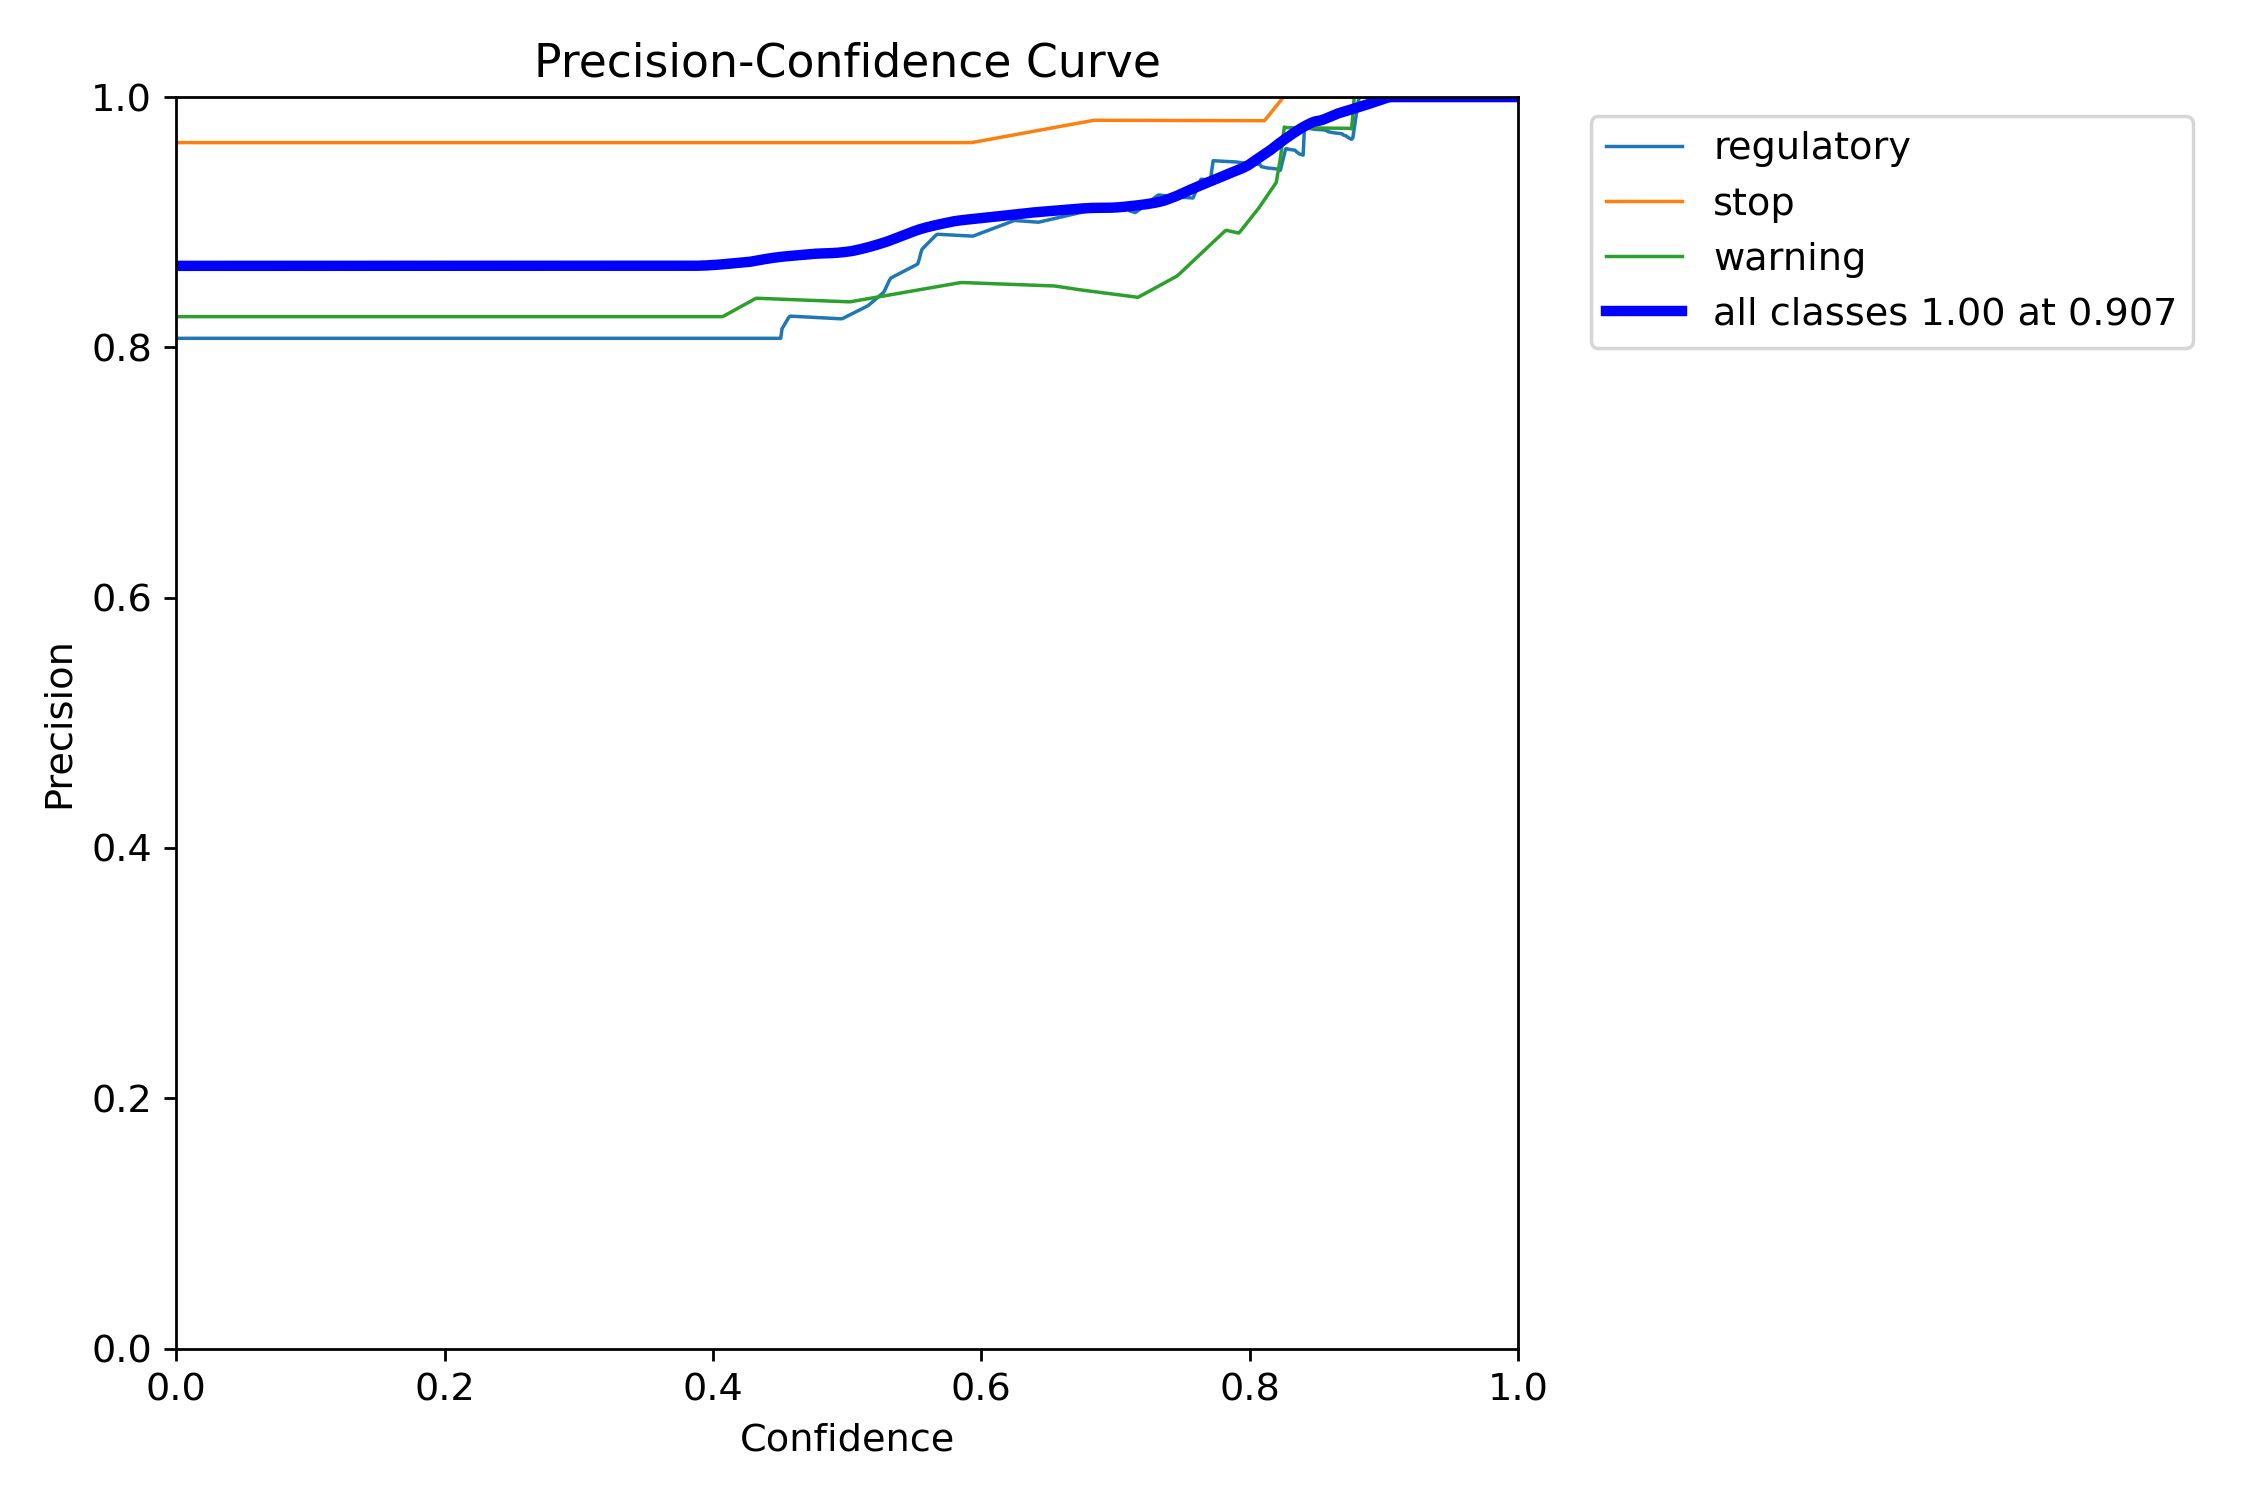 Precision-Confidence Curve
1.0
0.8
0.6
0.4
0.2
0.0
Precision
0.0 0.2 0.4 0.6 0.8 1.0
Confidence
regulatory
stop
warning
all classes 1.00 at 0.907